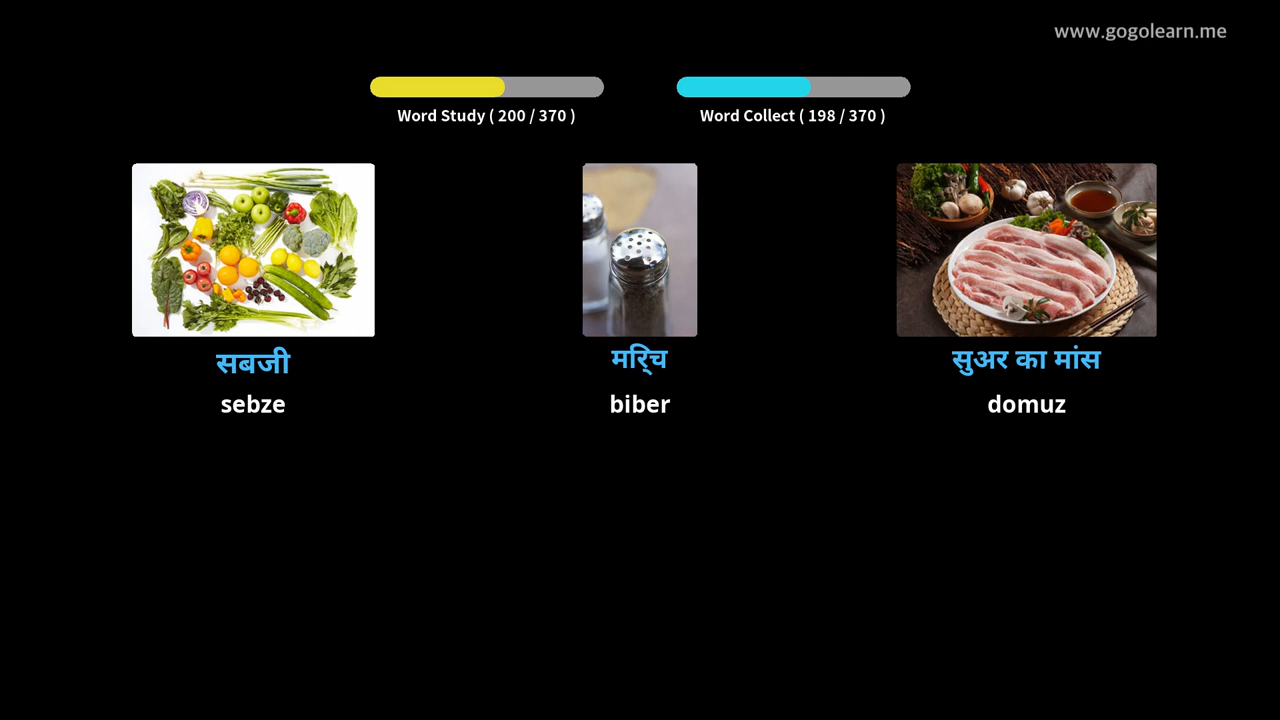 www.gogolearn.me
Word Study ( 200 / 370 )
Word Collect ( 198 / 370 )
सबजी
मरि्च
सुअर का मांस
sebze
biber
domuz